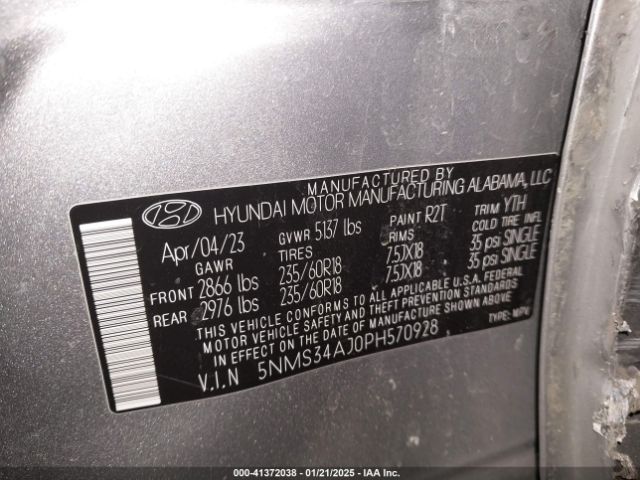 MANUFACTURED BY
HYUNDAI MOTOR MANUFACTURING ALABAMA, LLC
Apr/04/23 GVWR 5137 lbs PAINT R2T TRIM YTH
GAWR TIRES RIMS COLD TIRE INFL
FRONT 2866 lbs 235/60R18 7.5JX18 35 psi SINGLE
REAR 2976 lbs 235/60R18 7.5JX18 35 psi SINGLE
THIS VEHICLE CONFORMS TO ALL APPLICABLE U.S.A. FEDERAL
MOTOR VEHICLE SAFETY AND THEFT PREVENTION STANDARDS
IN EFFECT ON THE DATE OF MANUFACTURE SHOWN ABOVE.
V.I.N 5NMS34AJ0PH570928 TYPE: MPV
000-41372038 - 01/21/2025 - IAA Inc.